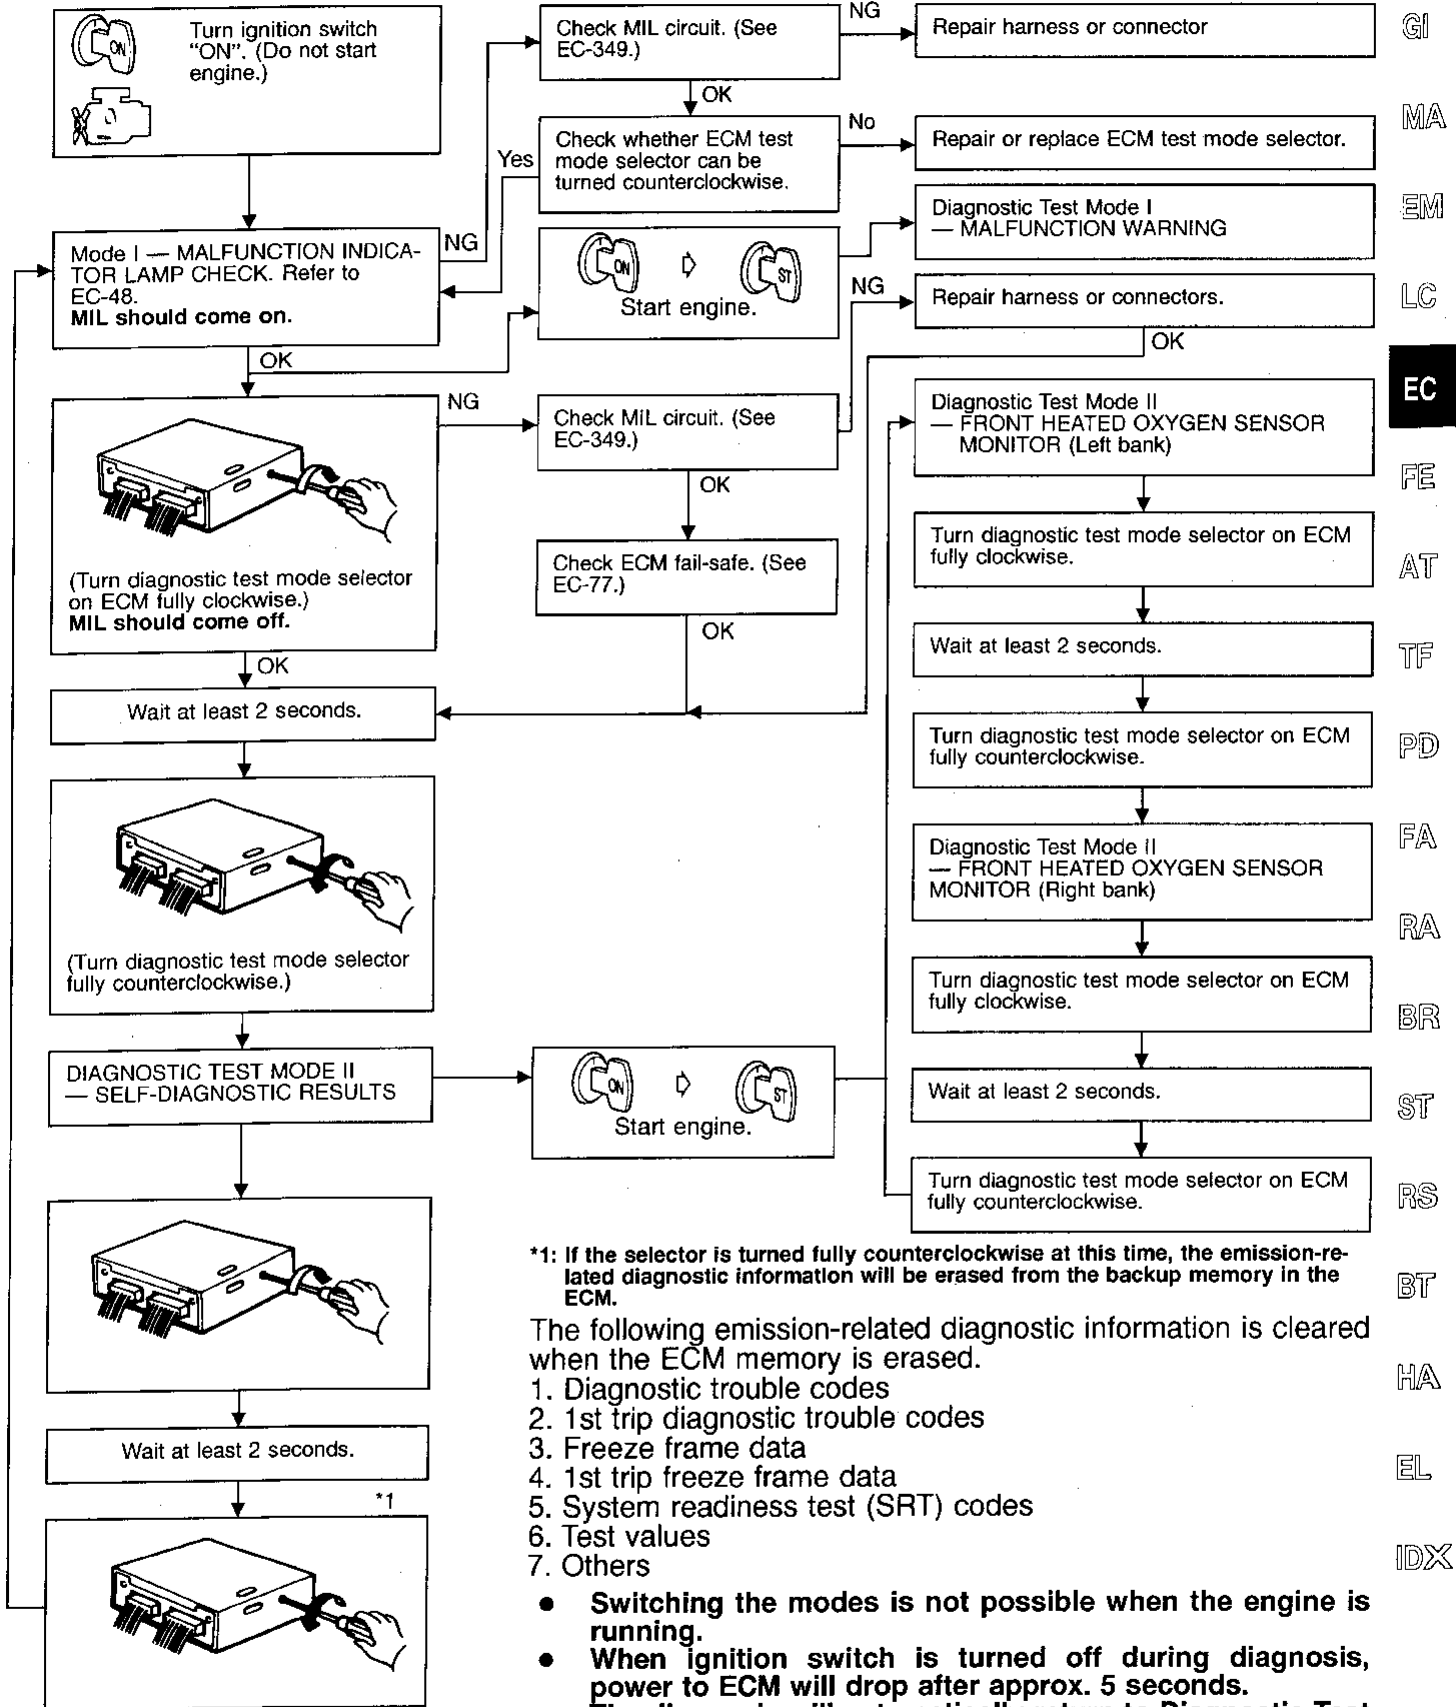 Turn ignition switch
"ON". (Do not start
engine.)
ON
Check MIL circuit. (See
EC-349.)
NG
Repair harness or connector
OK
Check whether ECM test
mode selector can be
turned counterclockwise.
No
Repair or replace ECM test mode selector.
Yes
Mode I — MALFUNCTION INDICA-
TOR LAMP CHECK. Refer to
EC-48.
MIL should come on.
NG
ON
ST
Start engine.
Diagnostic Test Mode I
— MALFUNCTION WARNING
NG
Repair harness or connectors.
OK
OK
(Turn diagnostic test mode selector
on ECM fully clockwise.)
MIL should come off.
NG
Check MIL circuit. (See
EC-349.)
OK
Check ECM fail-safe. (See
EC-77.)
OK
OK
Wait at least 2 seconds.
(Turn diagnostic test mode selector
fully counterclockwise.)
DIAGNOSTIC TEST MODE II
— SELF-DIAGNOSTIC RESULTS
ON
ST
Start engine.
Diagnostic Test Mode II
— FRONT HEATED OXYGEN SENSOR
MONITOR (Left bank)
Turn diagnostic test mode selector on ECM
fully clockwise.
Wait at least 2 seconds.
Turn diagnostic test mode selector on ECM
fully counterclockwise.
Diagnostic Test Mode II
— FRONT HEATED OXYGEN SENSOR
MONITOR (Right bank)
Turn diagnostic test mode selector on ECM
fully clockwise.
Wait at least 2 seconds.
Turn diagnostic test mode selector on ECM
fully counterclockwise.
Wait at least 2 seconds.
*1
*1: If the selector is turned fully counterclockwise at this time, the emission-re-
lated diagnostic information will be erased from the backup memory in the
ECM.
The following emission-related diagnostic information is cleared
when the ECM memory is erased.
1. Diagnostic trouble codes
2. 1st trip diagnostic trouble codes
3. Freeze frame data
4. 1st trip freeze frame data
5. System readiness test (SRT) codes
6. Test values
7. Others
● Switching the modes is not possible when the engine is
running.
● When ignition switch is turned off during diagnosis,
power to ECM will drop after approx. 5 seconds.
GI
MA
EM
LC
EC
FE
AT
TF
PD
FA
RA
BR
ST
RS
BT
HA
EL
IDX